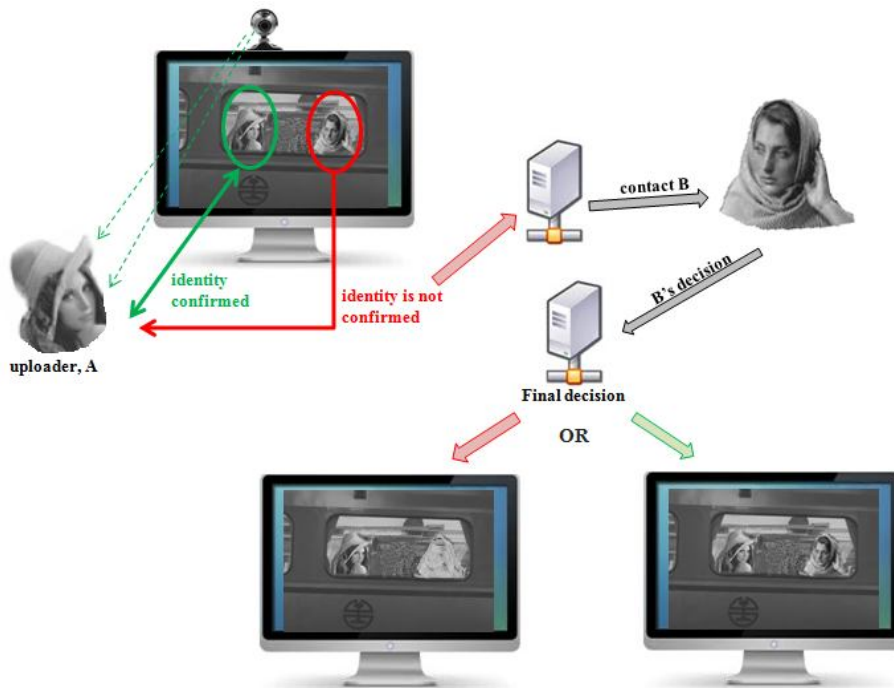 contact B
identity
confirmed
identity is not
confirmed
B's decision
uploader, A
Final decision
OR